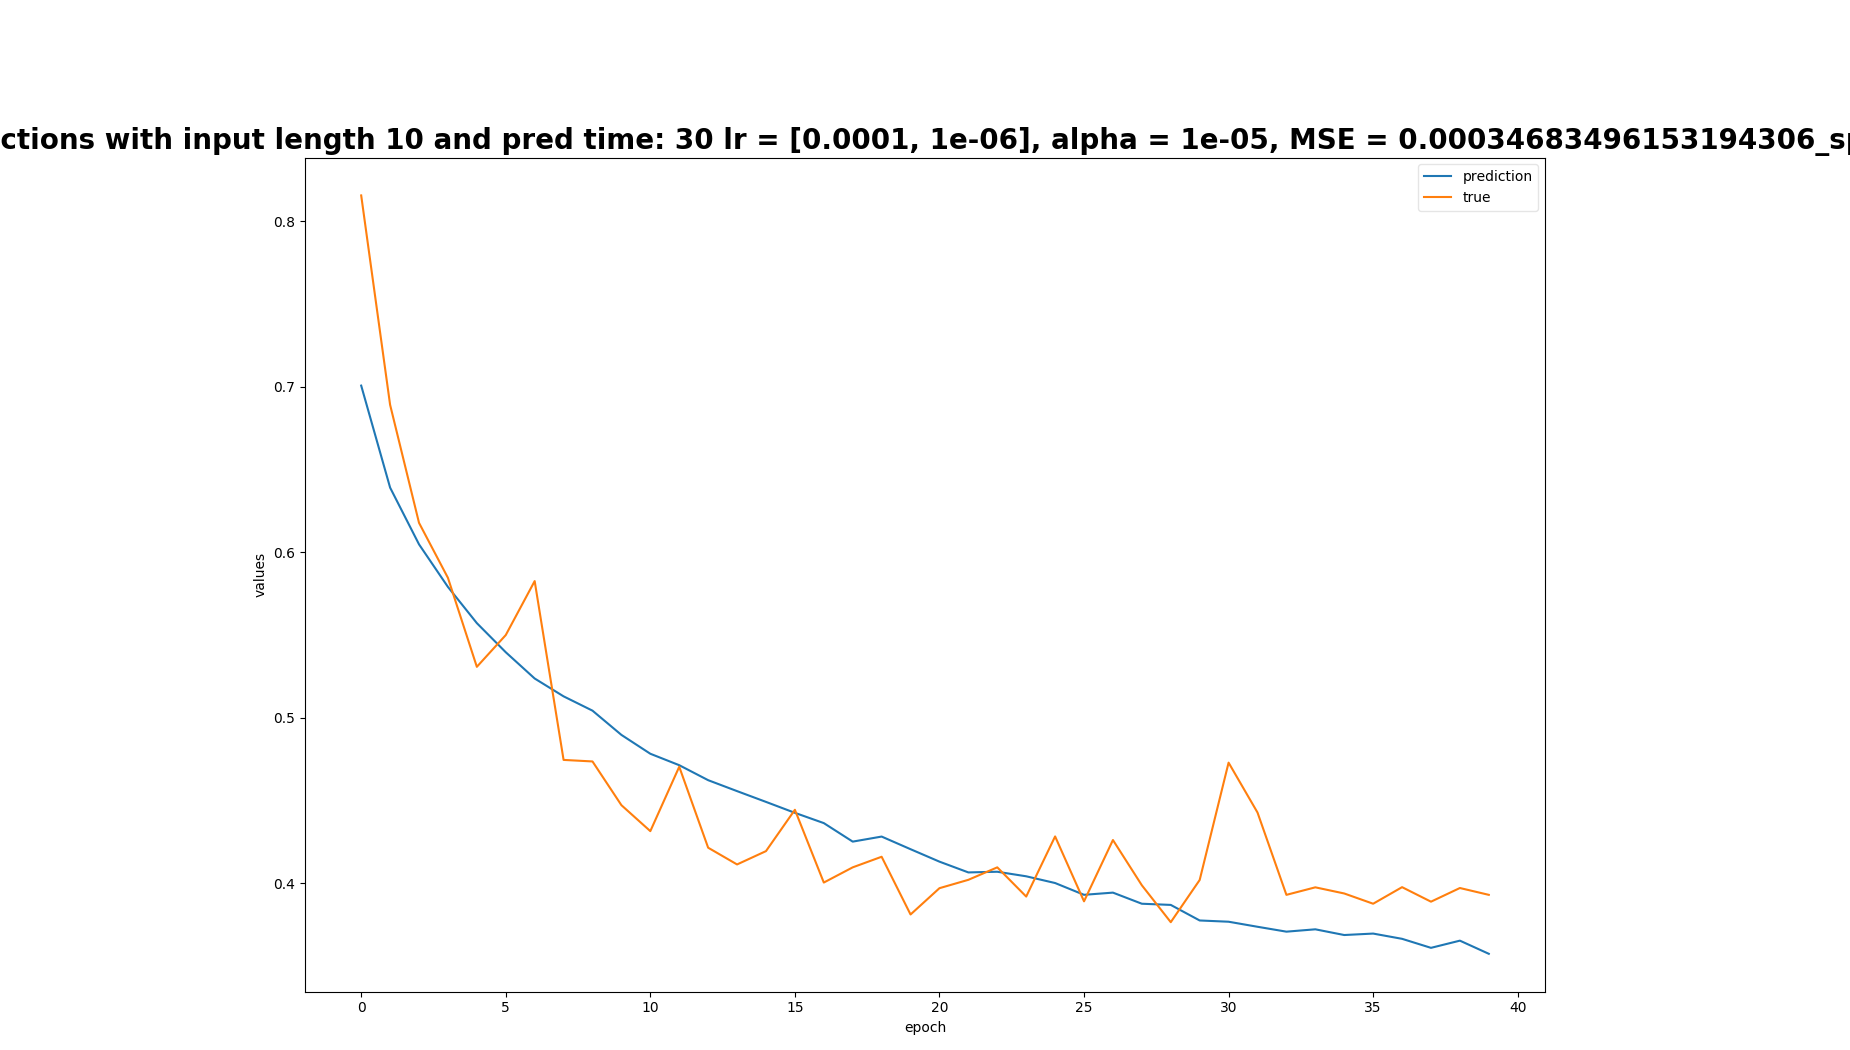 ctions with input length 10 and pred time: 30 lr = [0.0001, 1e-06], alpha = 1e-05, MSE = 0.00034683496153194306_sp
prediction
true
0.8
0.7
0.6
0.5
0.4
values
0
5
10
15
20
25
30
35
40
epoch